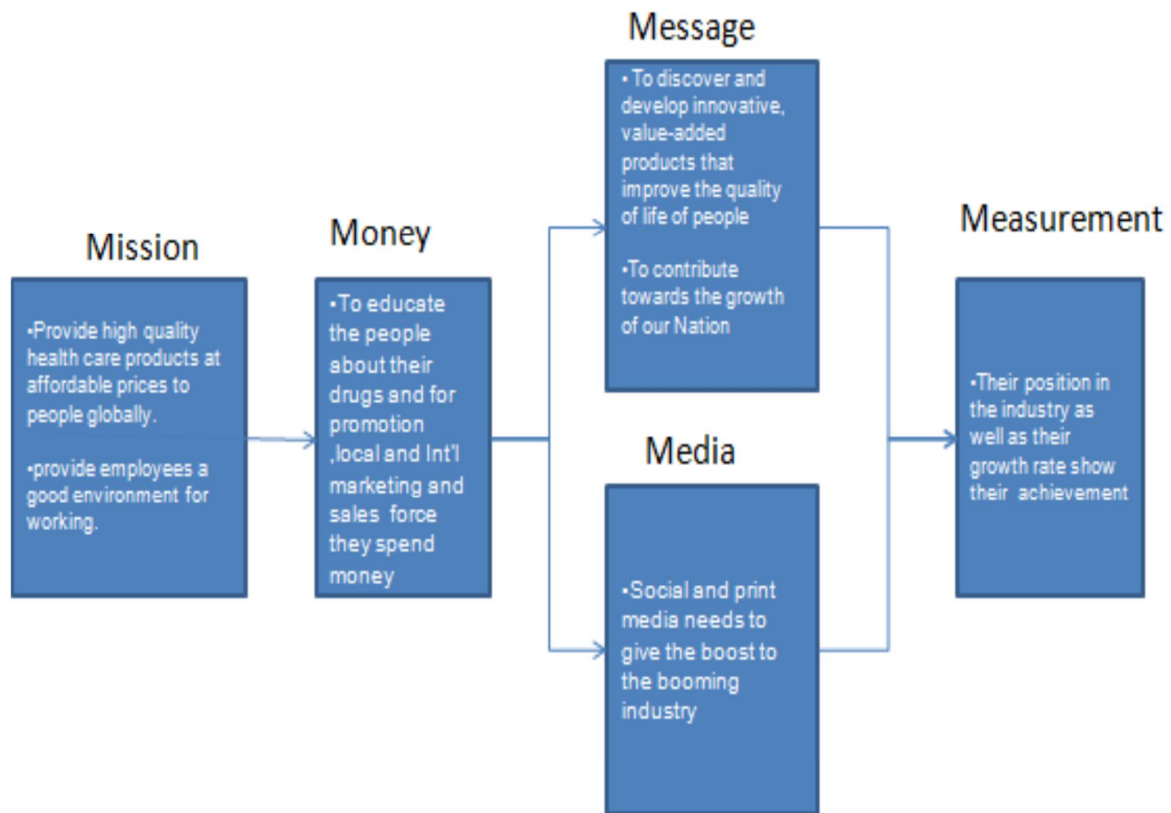 Mission
•Provide high quality
health care products at
affordable prices to
people globally.
•provide employees a
good environment for
working.
Money
•To educate
the people
about their
drugs and for
promotion
,local and Int'l
marketing and
sales force
they spend
money
Message
• To discover and
develop innovative,
value-added
products that
improve the quality
of life of people
•To contribute
towards the growth
of our Nation
Media
•Social and print
media needs to
give the boost to
the booming
industry
Measurement
•Their position in
the industry as
well as their
growth rate show
their achievement